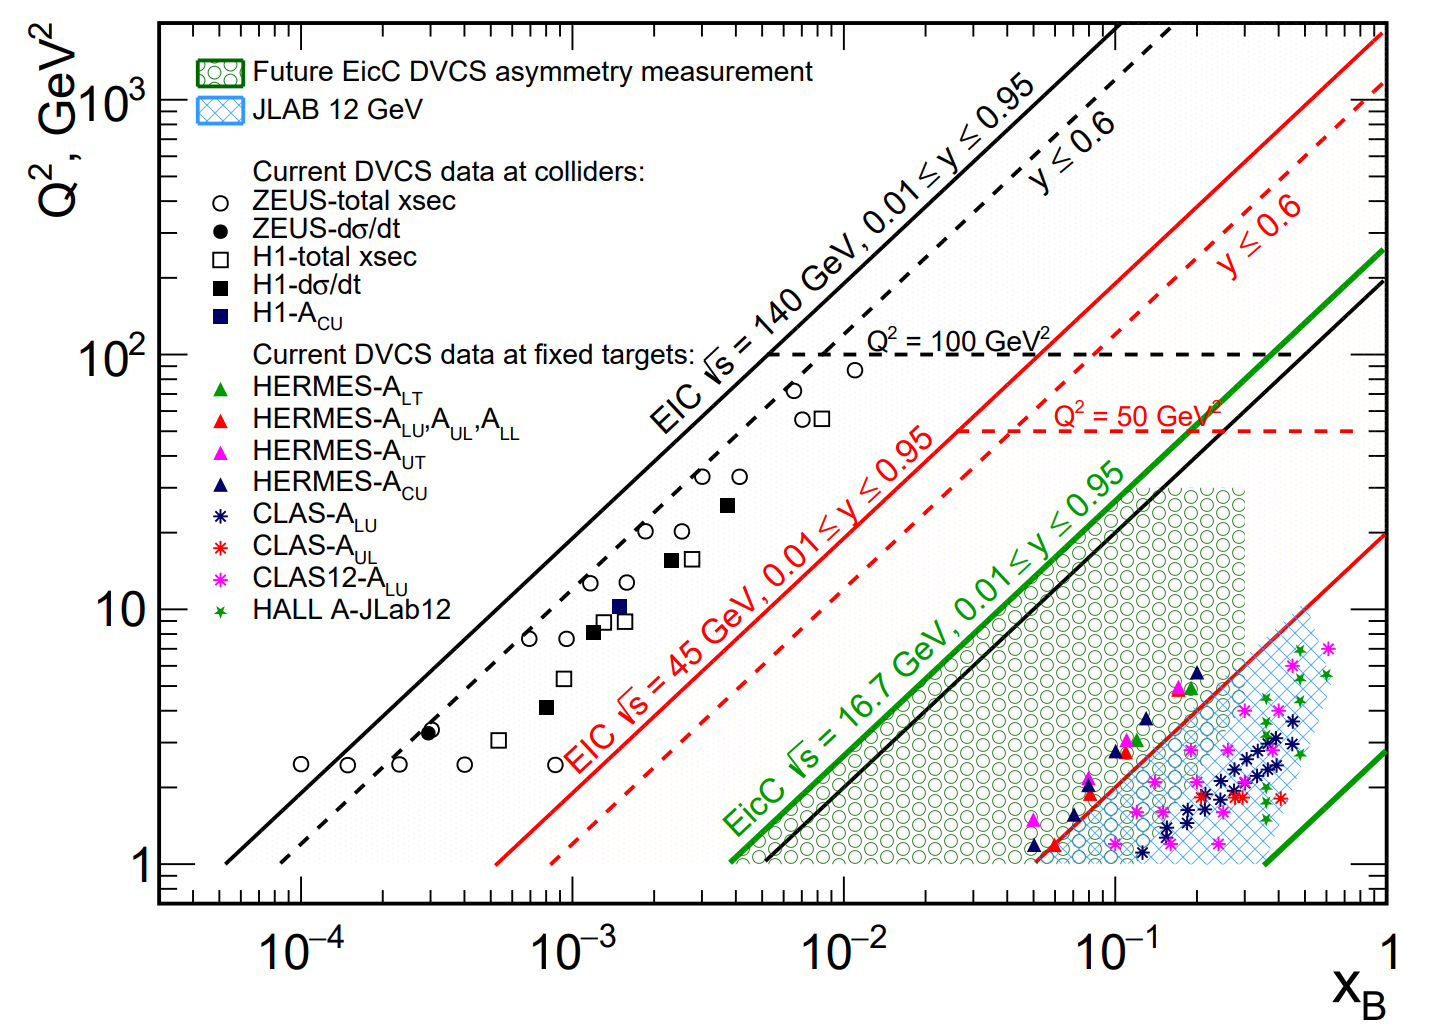 Q², GeV²
10³
10²
10
1
Future EicC DVCS asymmetry measurement
JLAB 12 GeV
Current DVCS data at colliders:
ZEUS-total xsec
ZEUS-dσ/dt
H1-total xsec
H1-dσ/dt
H1-A_CU
Current DVCS data at fixed targets:
HERMES-A_LT
HERMES-A_LU,A_UL,A_LL
HERMES-A_UT
HERMES-A_CU
CLAS-A_LU
CLAS-A_UL
CLAS12-A_LU
HALL A-JLab12
EIC √s = 140 GeV, 0.01 ≤ y ≤ 0.95
y ≤ 0.6
y ≤ 0.6
Q² = 100 GeV²
Q² = 50 GeV²
EIC √s = 45 GeV, 0.01 ≤ y ≤ 0.95
EicC √s = 16.7 GeV, 0.01 ≤ y ≤ 0.95
10⁻⁴ 10⁻³ 10⁻² 10⁻¹ 1
x_B